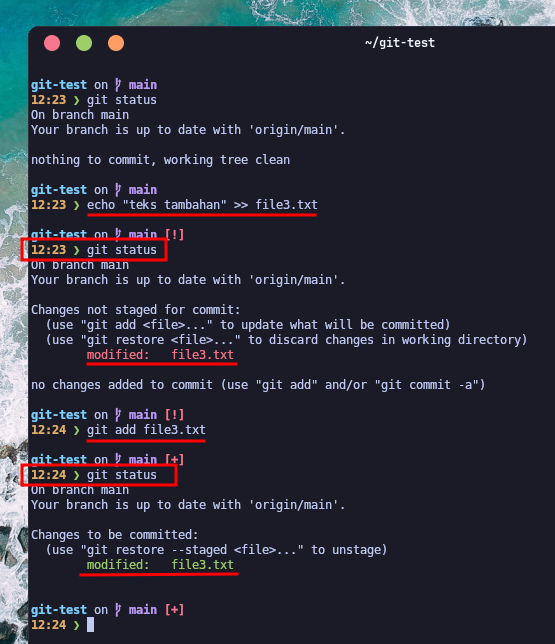 ~/git-test
git-test on main
12:23 ❯ git status
On branch main
Your branch is up to date with 'origin/main'.
nothing to commit, working tree clean
git-test on main
12:23 ❯ echo "teks tambahan" >> file3.txt
git-test on main [!]
12:23 ❯ git status
On branch main
Your branch is up to date with 'origin/main'.
Changes not staged for commit:
(use "git add <file>..." to update what will be committed)
(use "git restore <file>..." to discard changes in working directory)
modified: file3.txt
no changes added to commit (use "git add" and/or "git commit -a")
git-test on main [!]
12:24 ❯ git add file3.txt
git-test on main [+]
12:24 ❯ git status
On branch main
Your branch is up to date with 'origin/main'.
Changes to be committed:
(use "git restore --staged <file>..." to unstage)
modified: file3.txt
git-test on main [+]
12:24 ❯